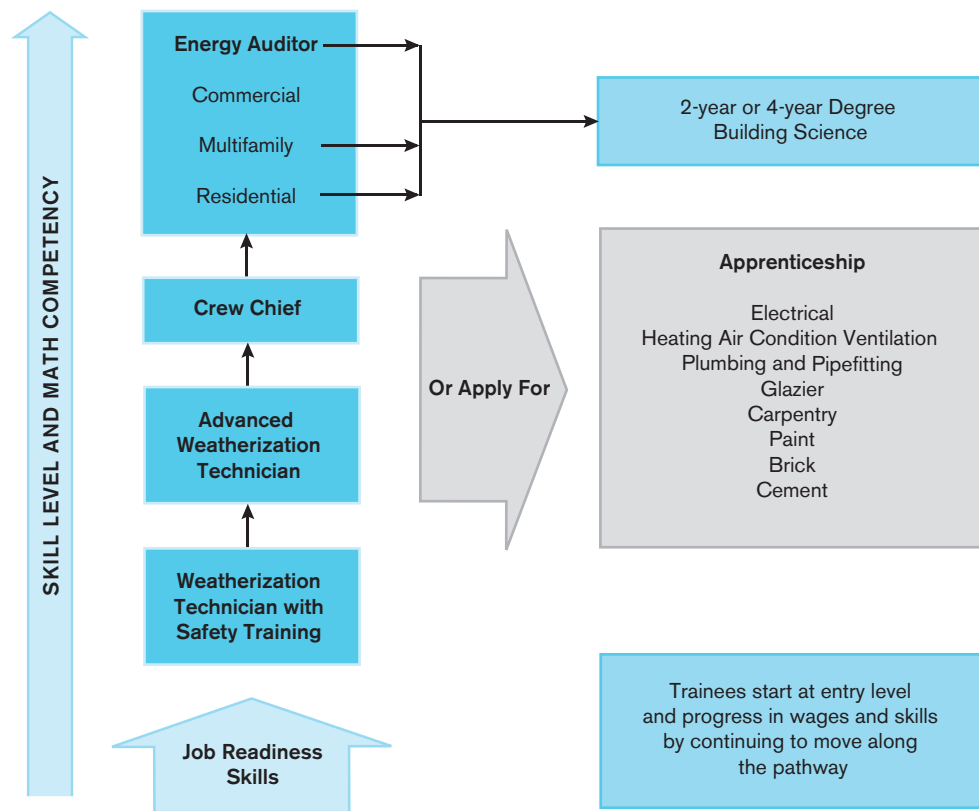 SKILL LEVEL AND MATH COMPETENCY
Energy Auditor
Commercial
Multifamily
Residential
Crew Chief
Advanced
Weatherization
Technician
Weatherization
Technician with
Safety Training
Job Readiness
Skills
Or Apply For
2-year or 4-year Degree
Building Science
Apprenticeship
Electrical
Heating Air Condition Ventilation
Plumbing and Pipefitting
Glazier
Carpentry
Paint
Brick
Cement
Trainees start at entry level
and progress in wages and skills
by continuing to move along
the pathway